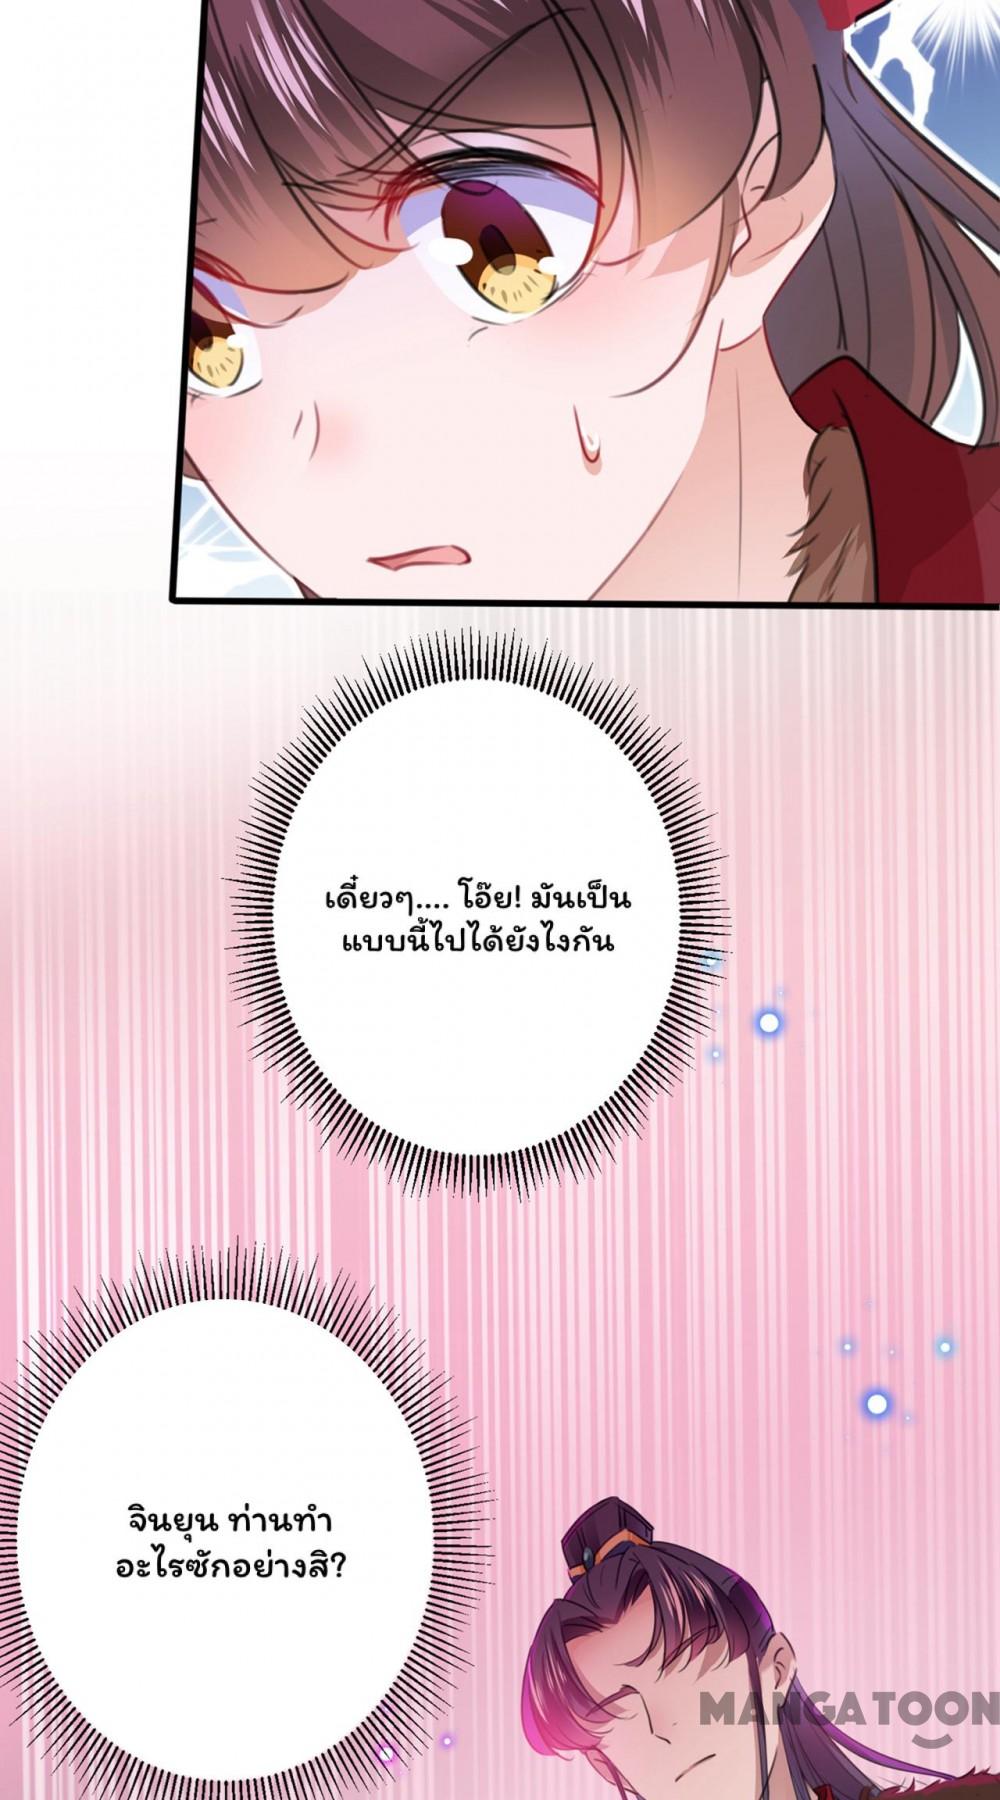 เดี๋ยวๆ.... โอ๊ย! มันเป็น
แบบนี้ไปได้ยังไงกัน
จินยุน ท่านทำ
อะไรซักอย่างสิ?
MANGATOON